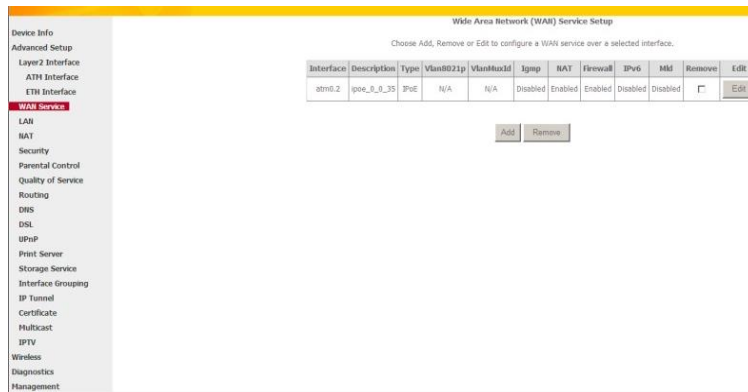 Wide Area Network (WAN) Service Setup
Choose Add, Remove or Edit to configure a WAN service over a selected interface.
Interface Description Type Vlan8021p VlanMuxId Igmp NAT Firewall IPv6 Mld Remove Edit
atm0.2 ipoe_0_0_35 IPoE N/A N/A Disabled Enabled Enabled Disabled Disabled Edit
Add Remove
Device Info
Advanced Setup
Layer2 Interface
ATM Interface
ETH Interface
WAN Service
LAN
NAT
Security
Parental Control
Quality of Service
Routing
DNS
DSL
UPnP
Print Server
Storage Service
Interface Grouping
IP Tunnel
Certificate
Multicast
IPTV
Wireless
Diagnostics
Management